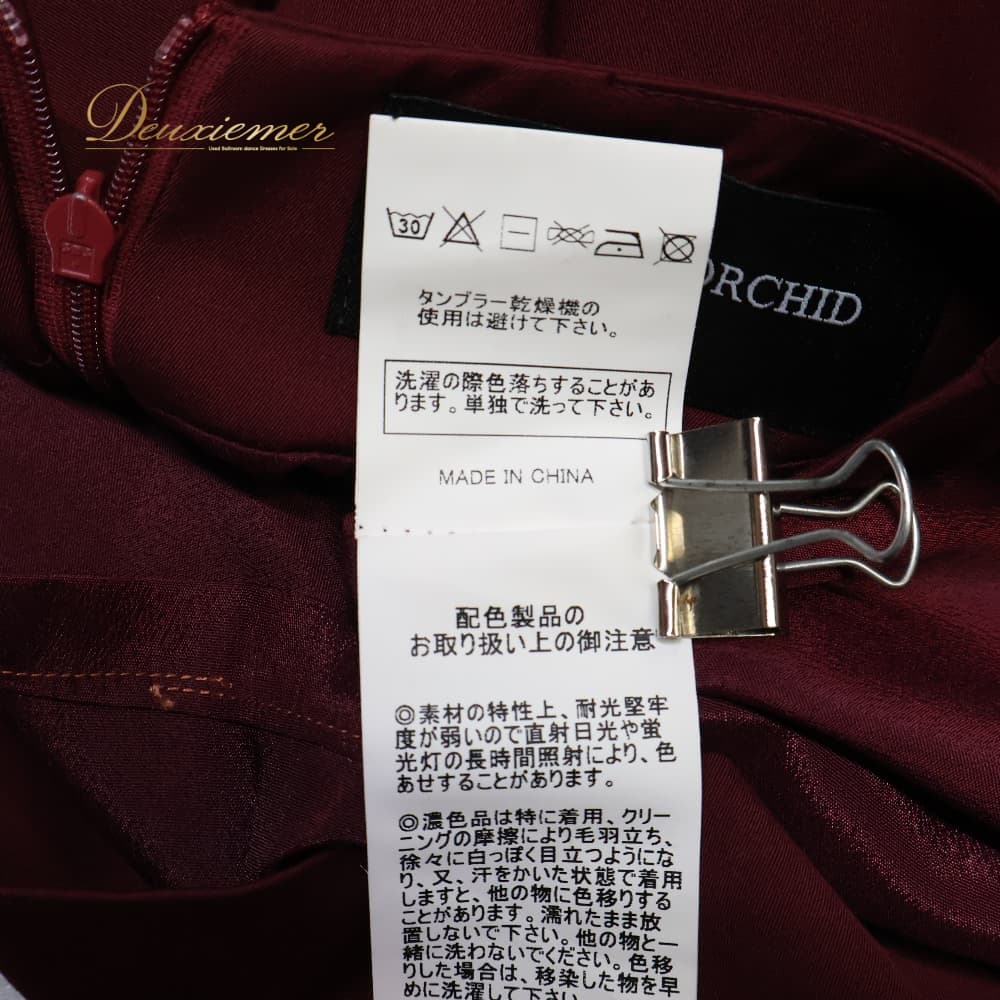 Deuxiemer
Used Ballroom dance Dresses for Sale
30
タンブラー乾燥機の
使用は避けて下さい。
ORCHID
洗濯の際色落ちすることがあ
ります。単独で洗って下さい。
MADE IN CHINA
配色製品の
お取り扱い上の御注意
◎素材の特性上、耐光堅牢
度が弱いので直射日光や蛍
光灯の長時間照射により、色
あせすることがあります。
◎濃色品は特に着用、クリー
ニングの摩擦により毛羽立ち、
徐々に白っぽく目立つようにな
り、又、汗をかいた状態で着用
しますと、他の物に色移りする
ことがあります。濡れたまま放
置しないで下さい。他の物と一
緒に洗わないでください。色移
りした場合は、移染した物を早
めに洗濯して下さい。